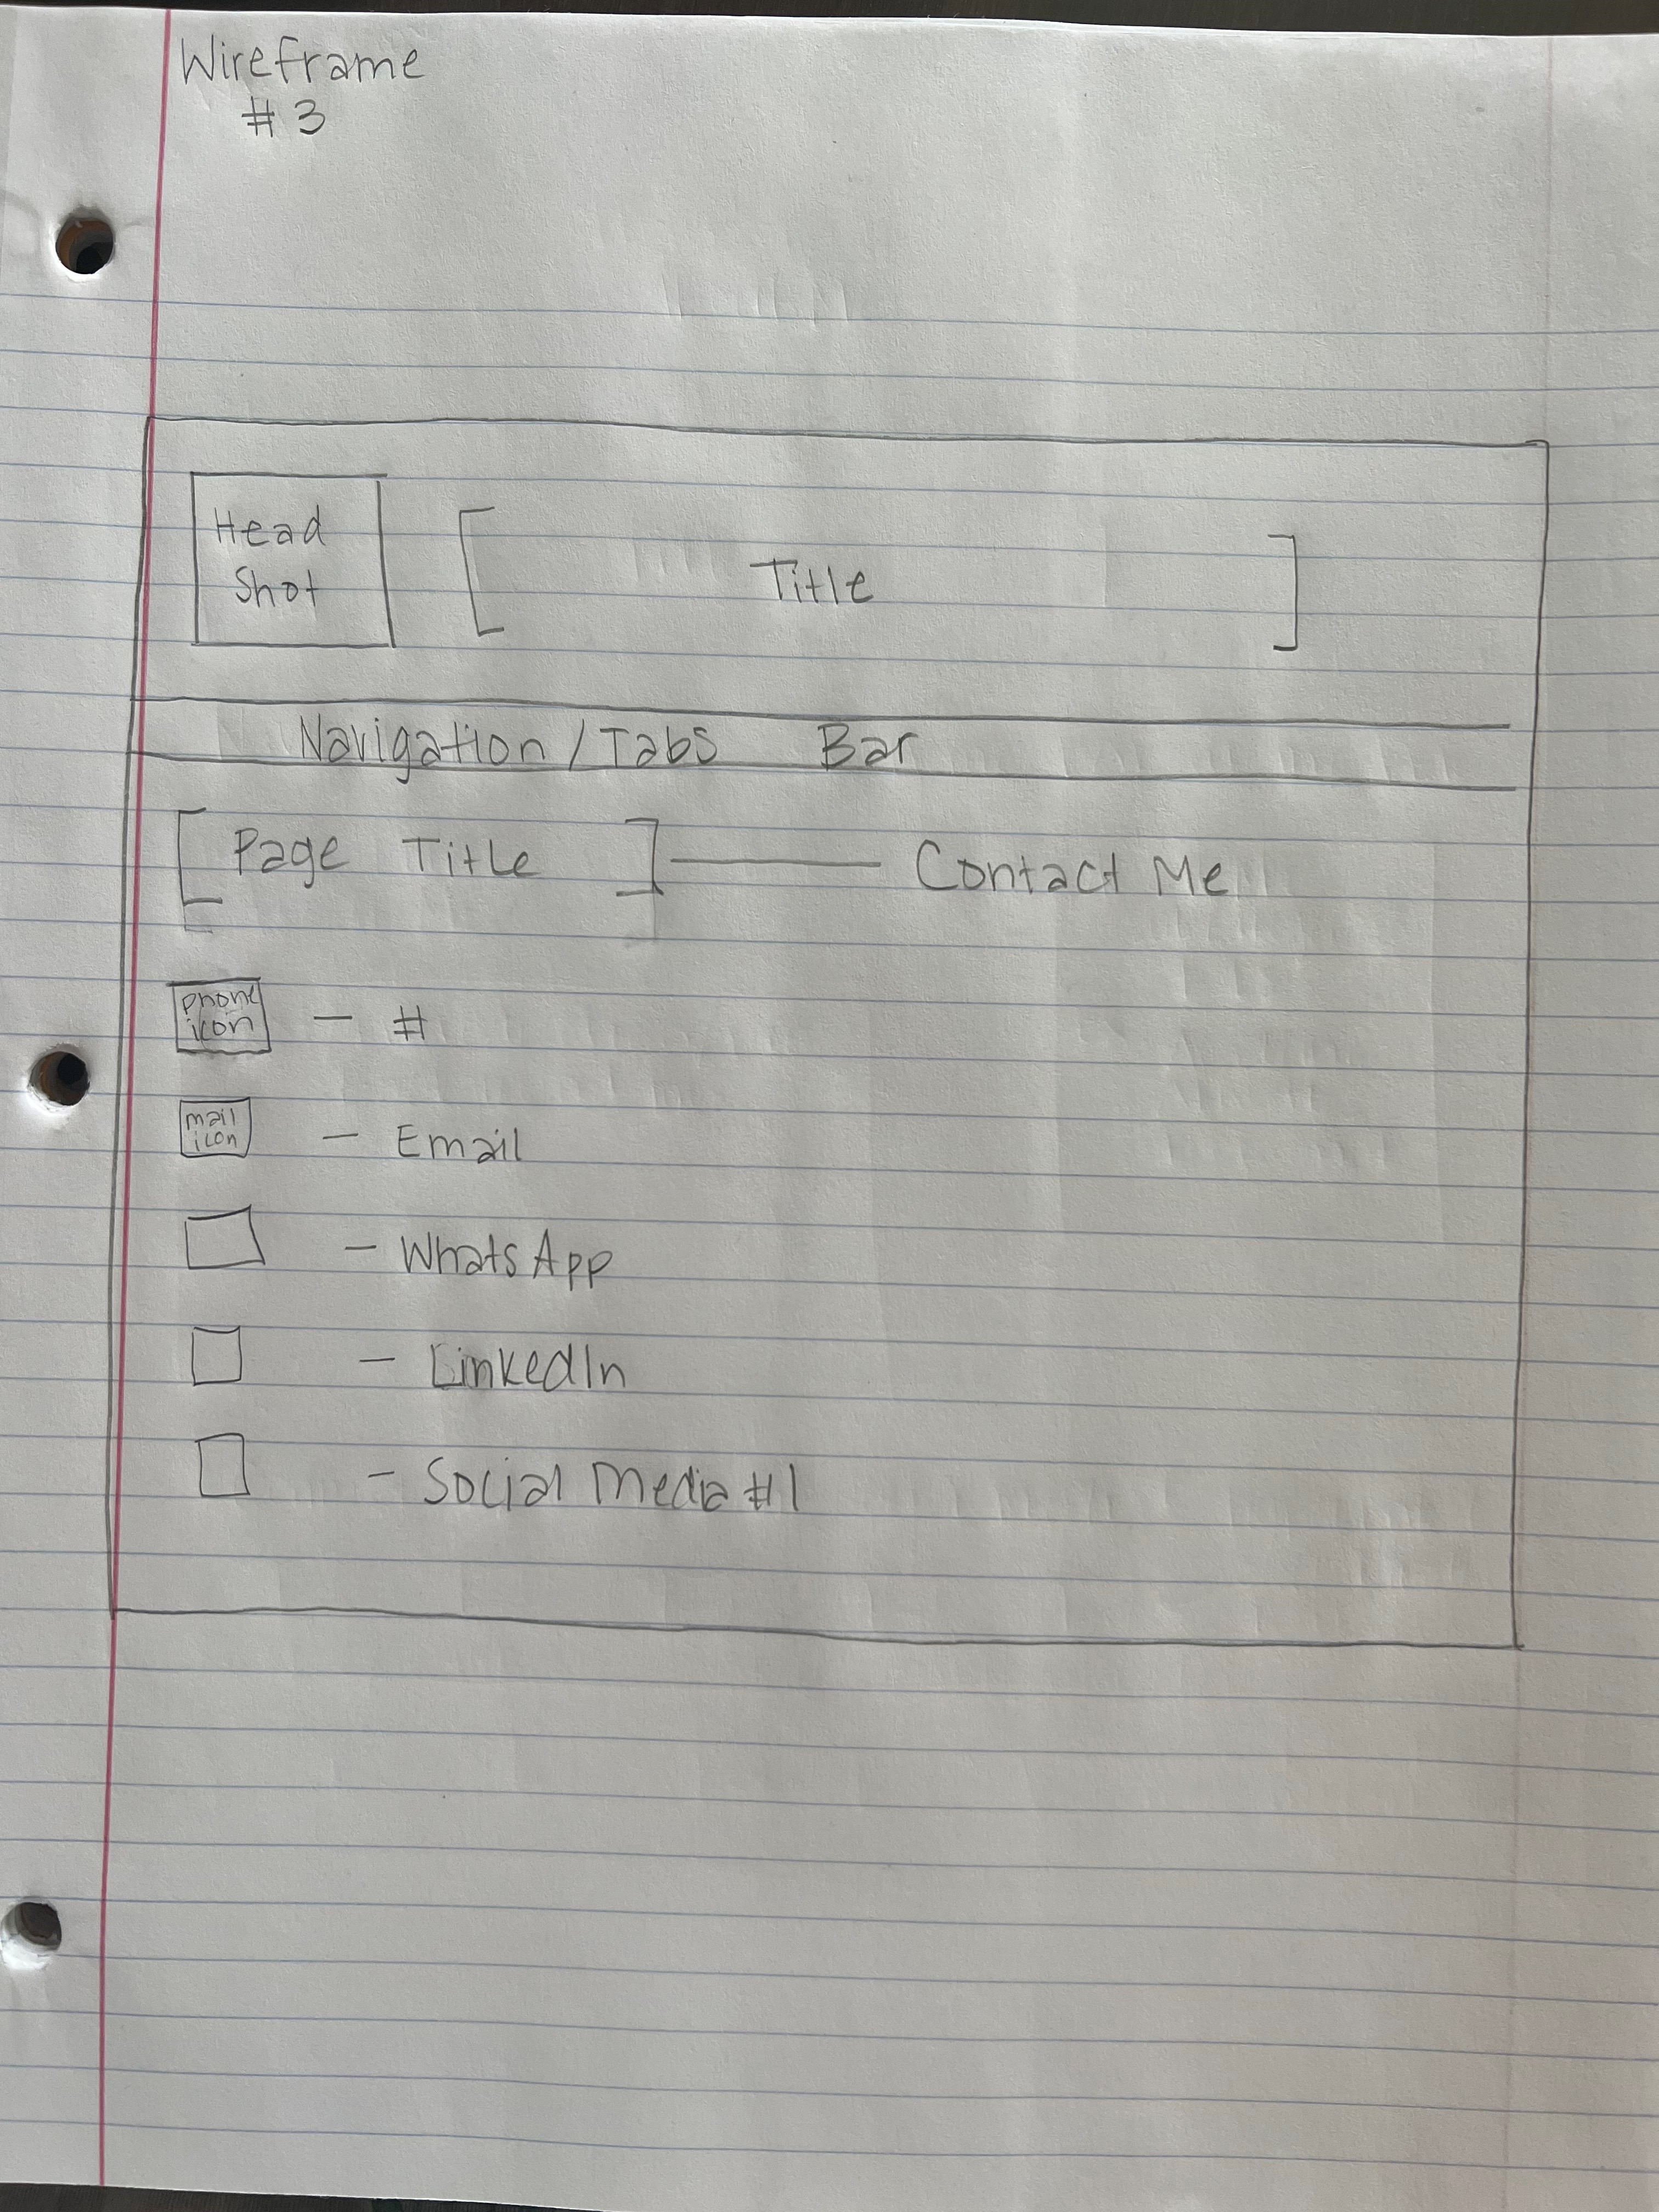 Wireframe
# 3
Head
Shot
[ Title ]
Navigation / Tabs Bar
[ Page Title ] — Contact Me
phone
icon
— #
mail
icon
— Email
— WhatsApp
— LinkedIn
— Social Media #1